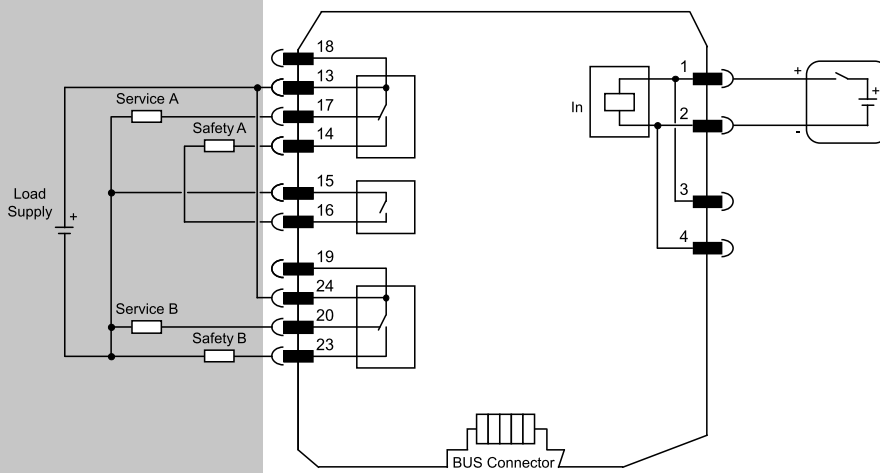 18
13
Service A
17
Safety A
14
15
16
Load
Supply
+
19
24
Service B
20
Safety B
23
In
1
2
3
4
+
-
+
BUS Connector